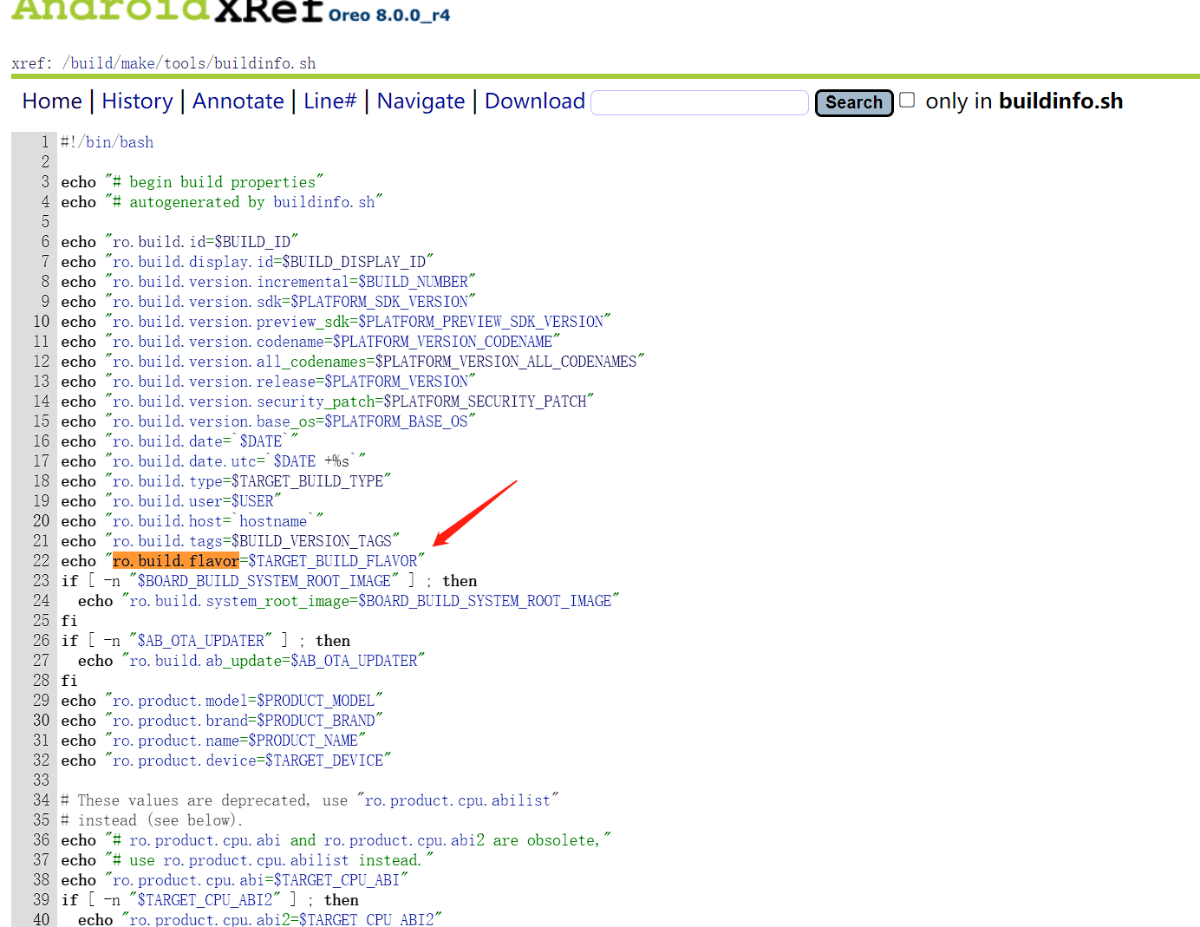 AndroidXRef Oreo 8.0.0_r4
xref: /build/make/tools/buildinfo.sh
Home | History | Annotate | Line# | Navigate | Download Search only in buildinfo.sh
1 #!/bin/bash
2
3 echo "# begin build properties"
4 echo "# autogenerated by buildinfo.sh"
5
6 echo "ro.build.id=$BUILD_ID"
7 echo "ro.build.display.id=$BUILD_DISPLAY_ID"
8 echo "ro.build.version.incremental=$BUILD_NUMBER"
9 echo "ro.build.version.sdk=$PLATFORM_SDK_VERSION"
10 echo "ro.build.version.preview_sdk=$PLATFORM_PREVIEW_SDK_VERSION"
11 echo "ro.build.version.codename=$PLATFORM_VERSION_CODENAME"
12 echo "ro.build.version.all_codenames=$PLATFORM_VERSION_ALL_CODENAMES"
13 echo "ro.build.version.release=$PLATFORM_VERSION"
14 echo "ro.build.version.security_patch=$PLATFORM_SECURITY_PATCH"
15 echo "ro.build.version.base_os=$PLATFORM_BASE_OS"
16 echo "ro.build.date=`$DATE`"
17 echo "ro.build.date.utc=`$DATE +%s`"
18 echo "ro.build.type=$TARGET_BUILD_TYPE"
19 echo "ro.build.user=$USER"
20 echo "ro.build.host=`hostname`"
21 echo "ro.build.tags=$BUILD_VERSION_TAGS"
22 echo "ro.build.flavor=$TARGET_BUILD_FLAVOR"
23 if [ -n "$BOARD_BUILD_SYSTEM_ROOT_IMAGE" ] ; then
24   echo "ro.build.system_root_image=$BOARD_BUILD_SYSTEM_ROOT_IMAGE"
25 fi
26 if [ -n "$AB_OTA_UPDATER" ] ; then
27   echo "ro.build.ab_update=$AB_OTA_UPDATER"
28 fi
29 echo "ro.product.model=$PRODUCT_MODEL"
30 echo "ro.product.brand=$PRODUCT_BRAND"
31 echo "ro.product.name=$PRODUCT_NAME"
32 echo "ro.product.device=$TARGET_DEVICE"
33
34 # These values are deprecated, use "ro.product.cpu.abilist"
35 # instead (see below).
36 echo "# ro.product.cpu.abi and ro.product.cpu.abi2 are obsolete,"
37 echo "# use ro.product.cpu.abilist instead."
38 echo "ro.product.cpu.abi=$TARGET_CPU_ABI"
39 if [ -n "$TARGET_CPU_ABI2" ] ; then
40   echo "ro.product.cpu.abi2=$TARGET_CPU_ABI2"